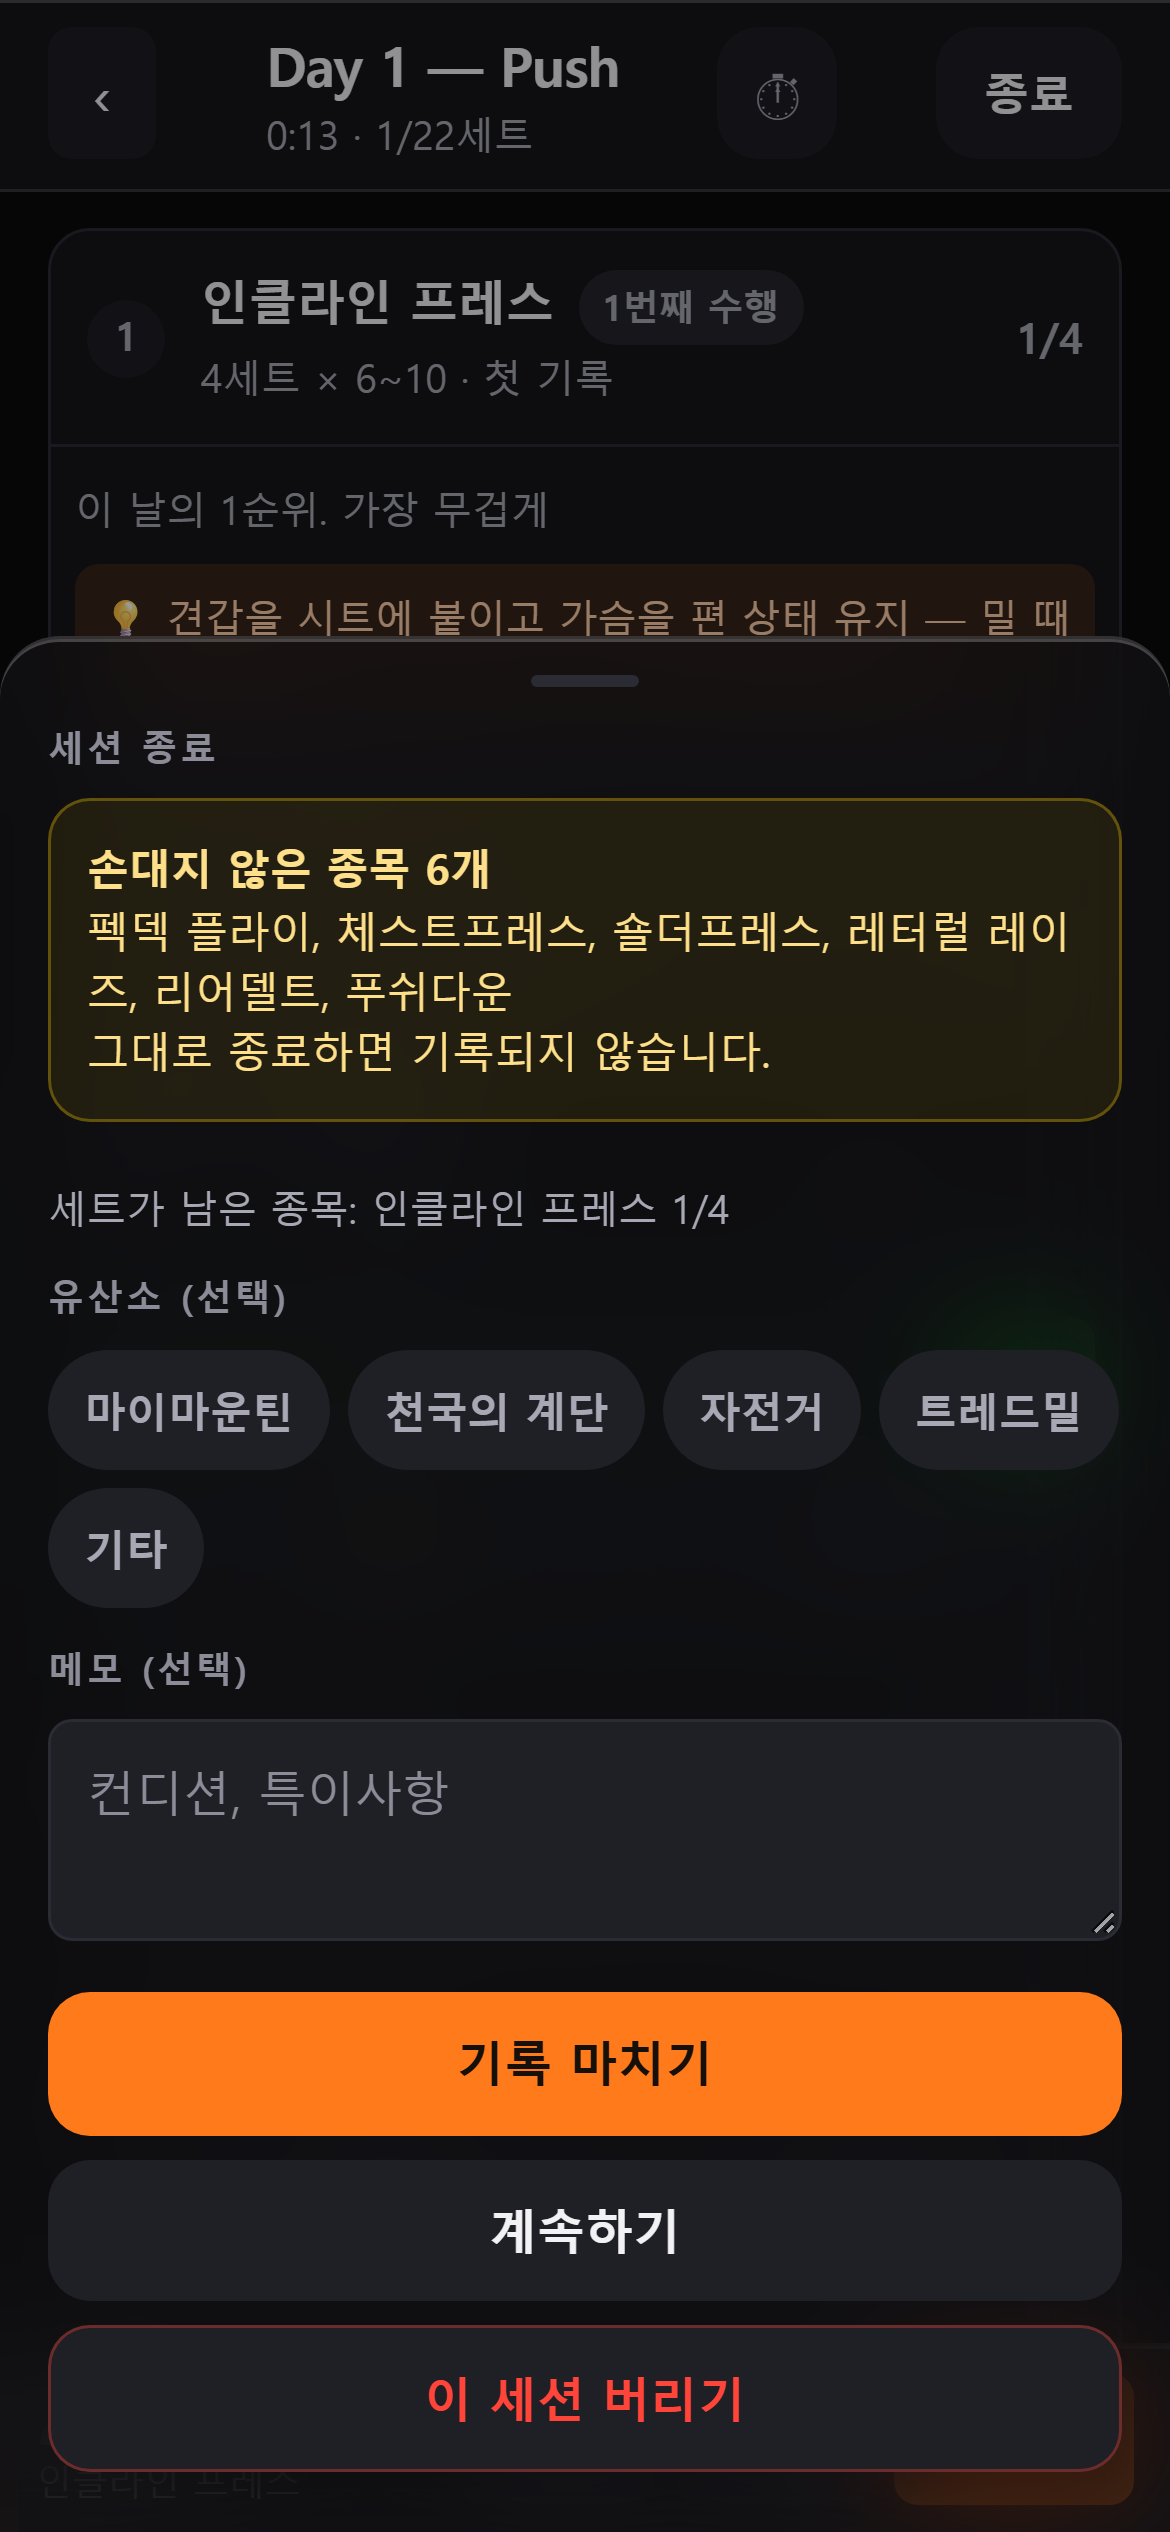 ‹
Day 1 — Push
0:13 · 1/22세트
종료
1
인클라인 프레스
1번째 수행
4세트 × 6~10 · 첫 기록
1/4
이 날의 1순위. 가장 무겁게
💡 견갑을 시트에 붙이고 가슴을 편 상태 유지 — 밀 때
세션 종료
손대지 않은 종목 6개
펙덱 플라이, 체스트프레스, 숄더프레스, 레터럴 레이
즈, 리어델트, 푸쉬다운
그대로 종료하면 기록되지 않습니다.
세트가 남은 종목: 인클라인 프레스 1/4
유산소 (선택)
마이마운틴
천국의 계단
자전거
트레드밀
기타
메모 (선택)
컨디션, 특이사항
기록 마치기
계속하기
이 세션 버리기
인클라인 프레스